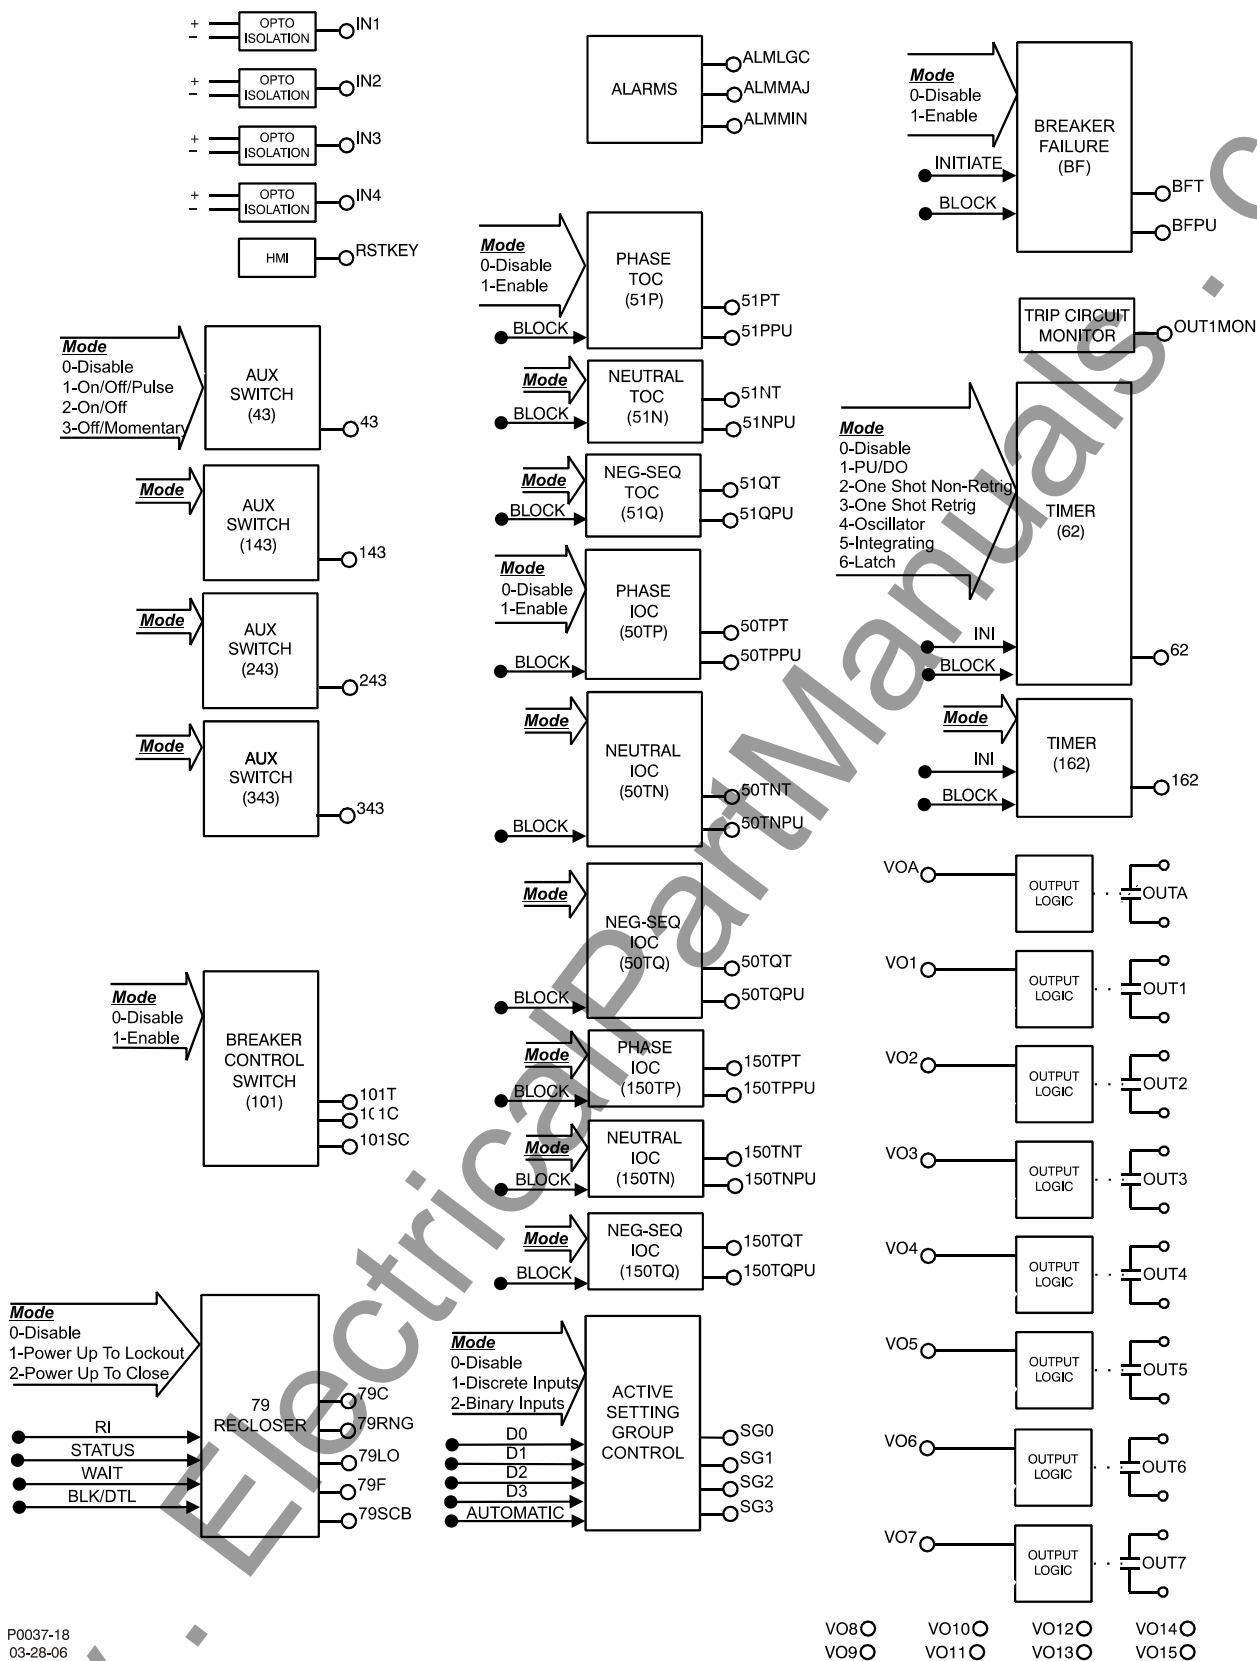 +
−
OPTO
ISOLATION
IN1
+
−
OPTO
ISOLATION
IN2
+
−
OPTO
ISOLATION
IN3
+
−
OPTO
ISOLATION
IN4
HMI
RSTKEY
Mode
0-Disable
1-On/Off/Pulse
2-On/Off
3-Off/Momentary
AUX
SWITCH
(43)
43
Mode
AUX
SWITCH
(143)
143
Mode
AUX
SWITCH
(243)
243
Mode
AUX
SWITCH
(343)
343
Mode
0-Disable
1-Enable
BREAKER
CONTROL
SWITCH
(101)
101T
101C
101SC
Mode
0-Disable
1-Power Up To Lockout
2-Power Up To Close
RI
STATUS
WAIT
BLK/DTL
79
RECLOSER
79C
79RNG
79LO
79F
79SCB
ALARMS
ALMLGC
ALMMAJ
ALMMIN
Mode
0-Disable
1-Enable
BLOCK
PHASE
TOC
(51P)
51PT
51PPU
Mode
BLOCK
NEUTRAL
TOC
(51N)
51NT
51NPU
Mode
BLOCK
NEG-SEQ
TOC
(51Q)
51QT
51QPU
Mode
0-Disable
1-Enable
BLOCK
PHASE
IOC
(50TP)
50TPT
50TPPU
Mode
BLOCK
NEUTRAL
IOC
(50TN)
50TNT
50TNPU
Mode
BLOCK
NEG-SEQ
IOC
(50TQ)
50TQT
50TQPU
Mode
BLOCK
PHASE
IOC
(150TP)
150TPT
150TPPU
Mode
BLOCK
NEUTRAL
IOC
(150TN)
150TNT
150TNPU
Mode
BLOCK
NEG-SEQ
IOC
(150TQ)
150TQT
150TQPU
Mode
0-Disable
1-Discrete Inputs
2-Binary Inputs
D0
D1
D2
D3
AUTOMATIC
ACTIVE
SETTING
GROUP
CONTROL
SG0
SG1
SG2
SG3
Mode
0-Disable
1-Enable
INITIATE
BLOCK
BREAKER
FAILURE
(BF)
BFT
BFPU
TRIP CIRCUIT
MONITOR
OUT1MON
Mode
0-Disable
1-PU/DO
2-One Shot Non-Retrig
3-One Shot Retrig
4-Oscillator
5-Integrating
6-Latch
INI
BLOCK
TIMER
(62)
62
Mode
INI
BLOCK
TIMER
(162)
162
VOA
OUTPUT
LOGIC
OUTA
VO1
OUTPUT
LOGIC
OUT1
VO2
OUTPUT
LOGIC
OUT2
VO3
OUTPUT
LOGIC
OUT3
VO4
OUTPUT
LOGIC
OUT4
VO5
OUTPUT
LOGIC
OUT5
VO6
OUTPUT
LOGIC
OUT6
VO7
OUTPUT
LOGIC
OUT7
VO8 VO10 VO12 VO14
VO9 VO11 VO13 VO15
P0037-18
03-28-06
. ElectricalPartManuals . c